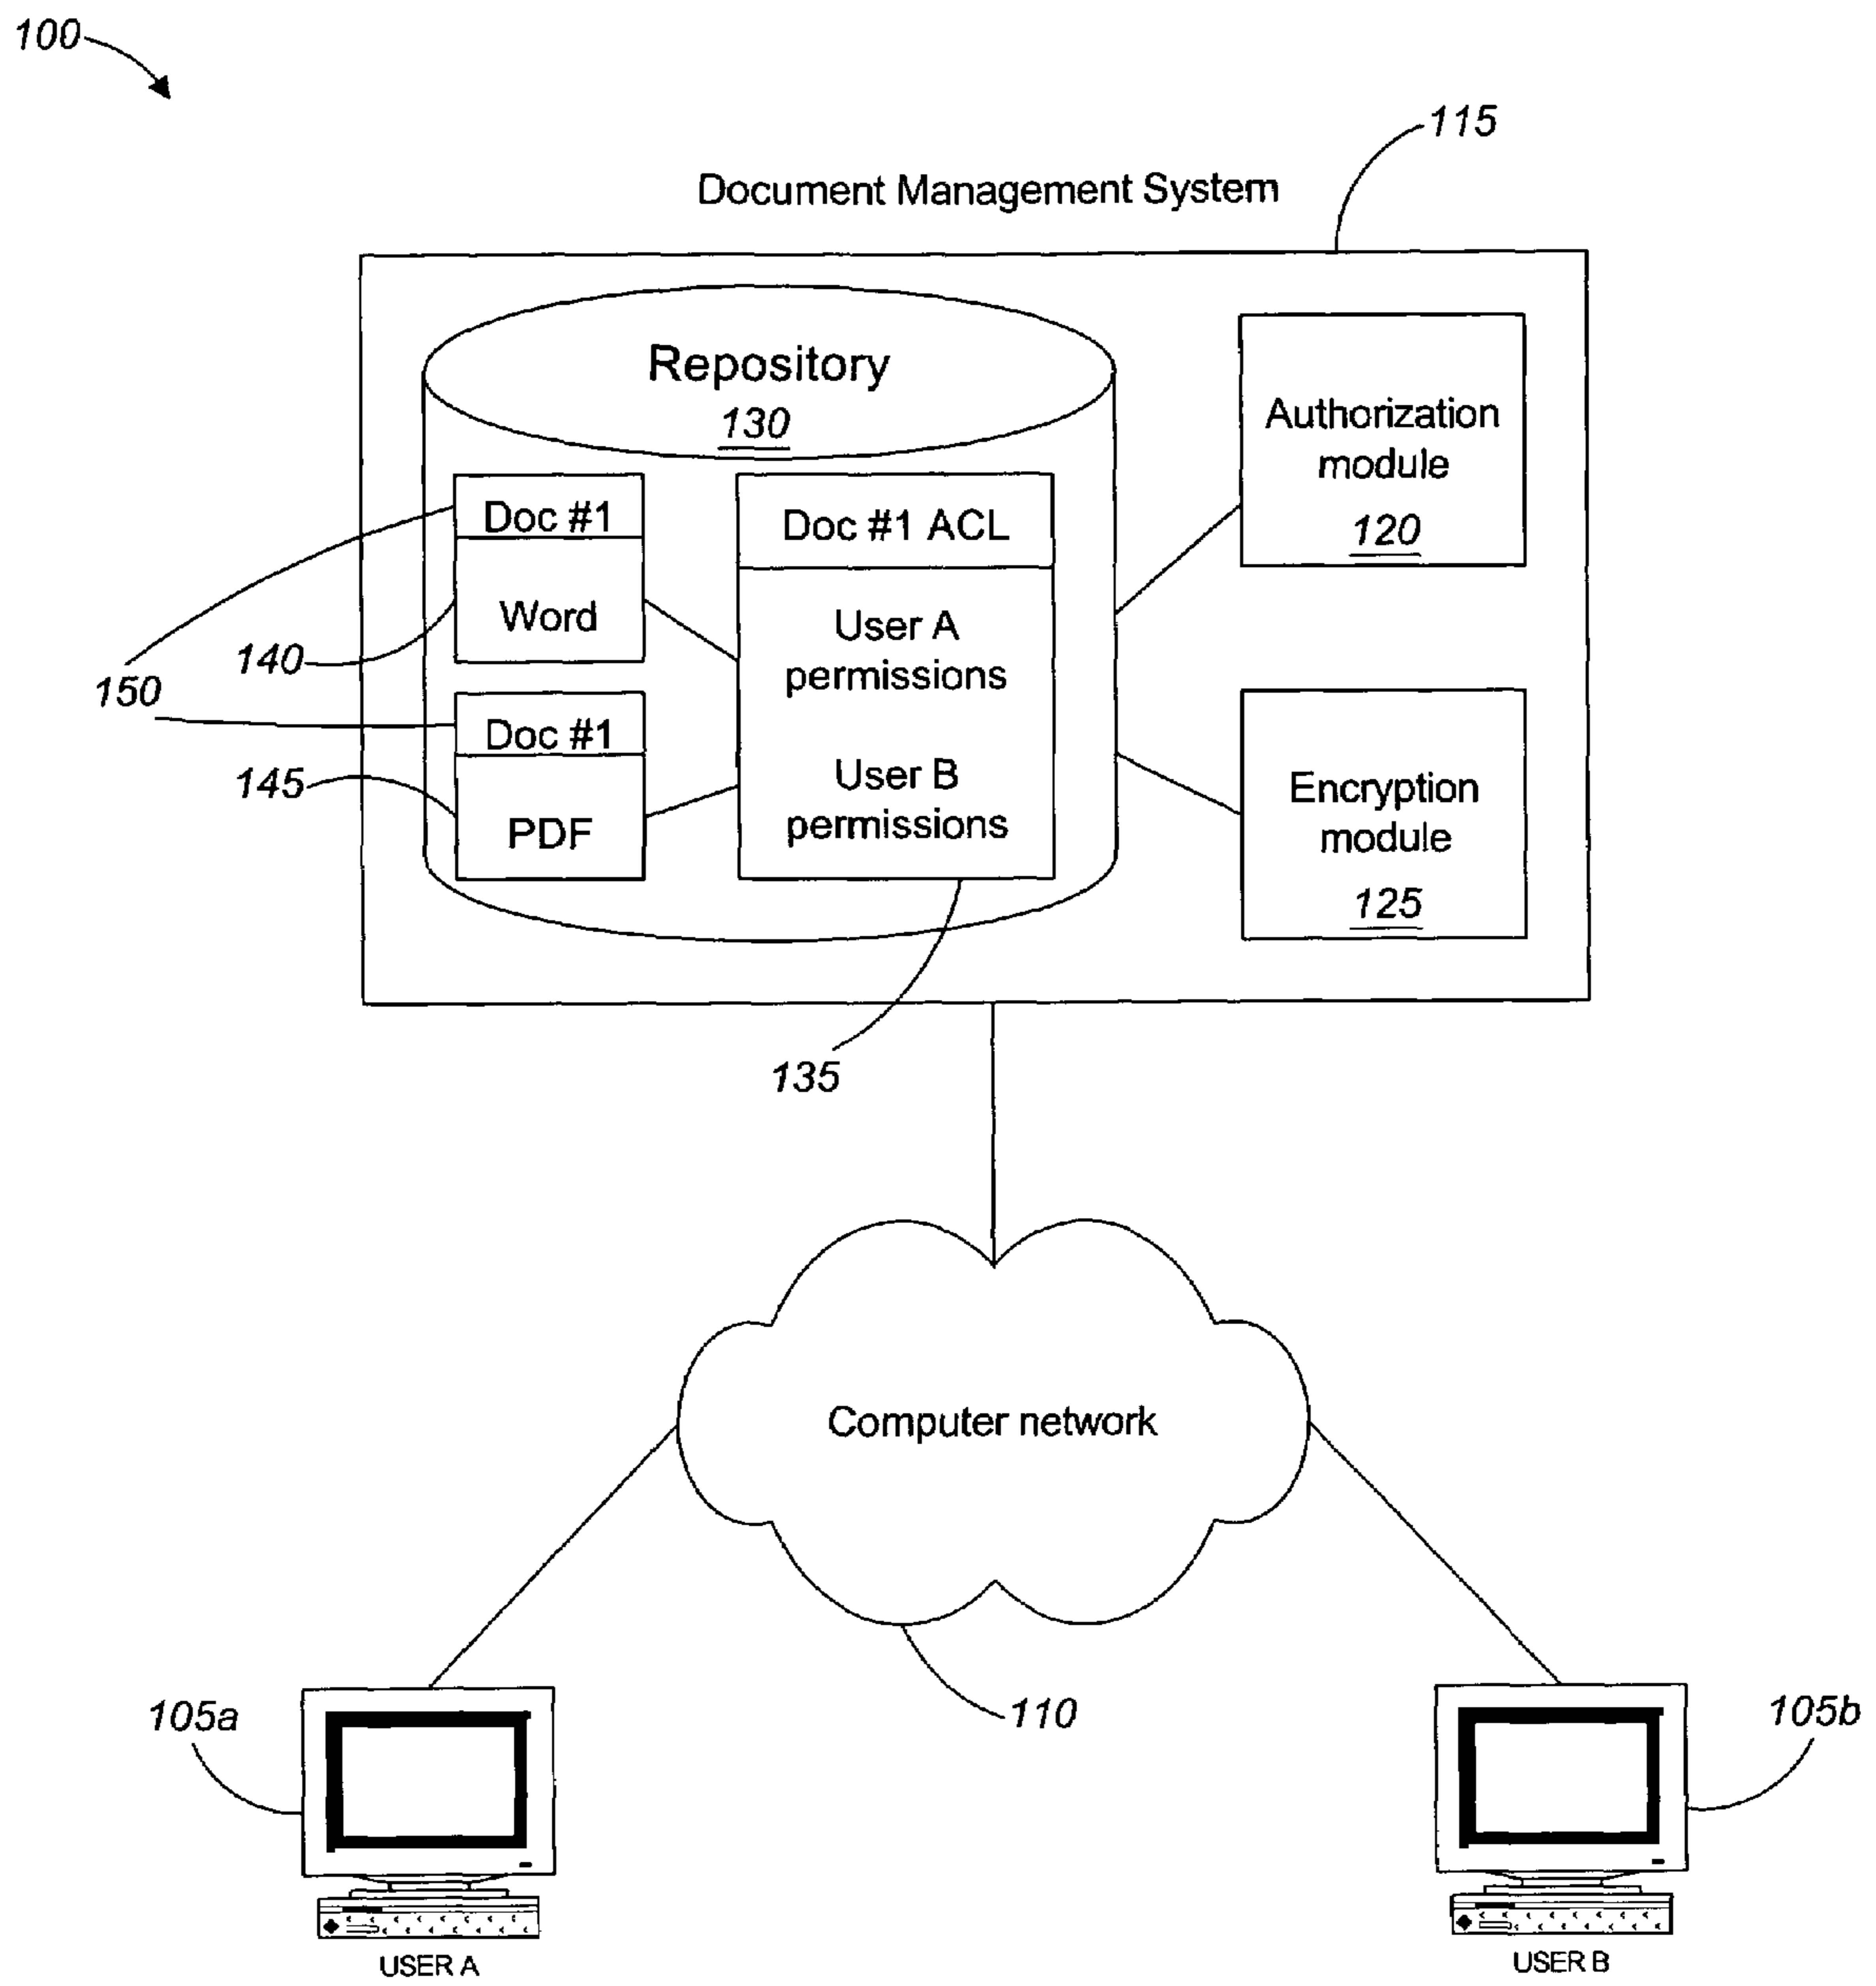 100
115
Document Management System
Repository
130
Authorization
module
120
Doc #1
Word
Doc #1 ACL
User A
permissions
User B
permissions
140
150
Doc #1
PDF
145
Encryption
module
125
135
Computer network
110
105a
105b
USER A
USER B